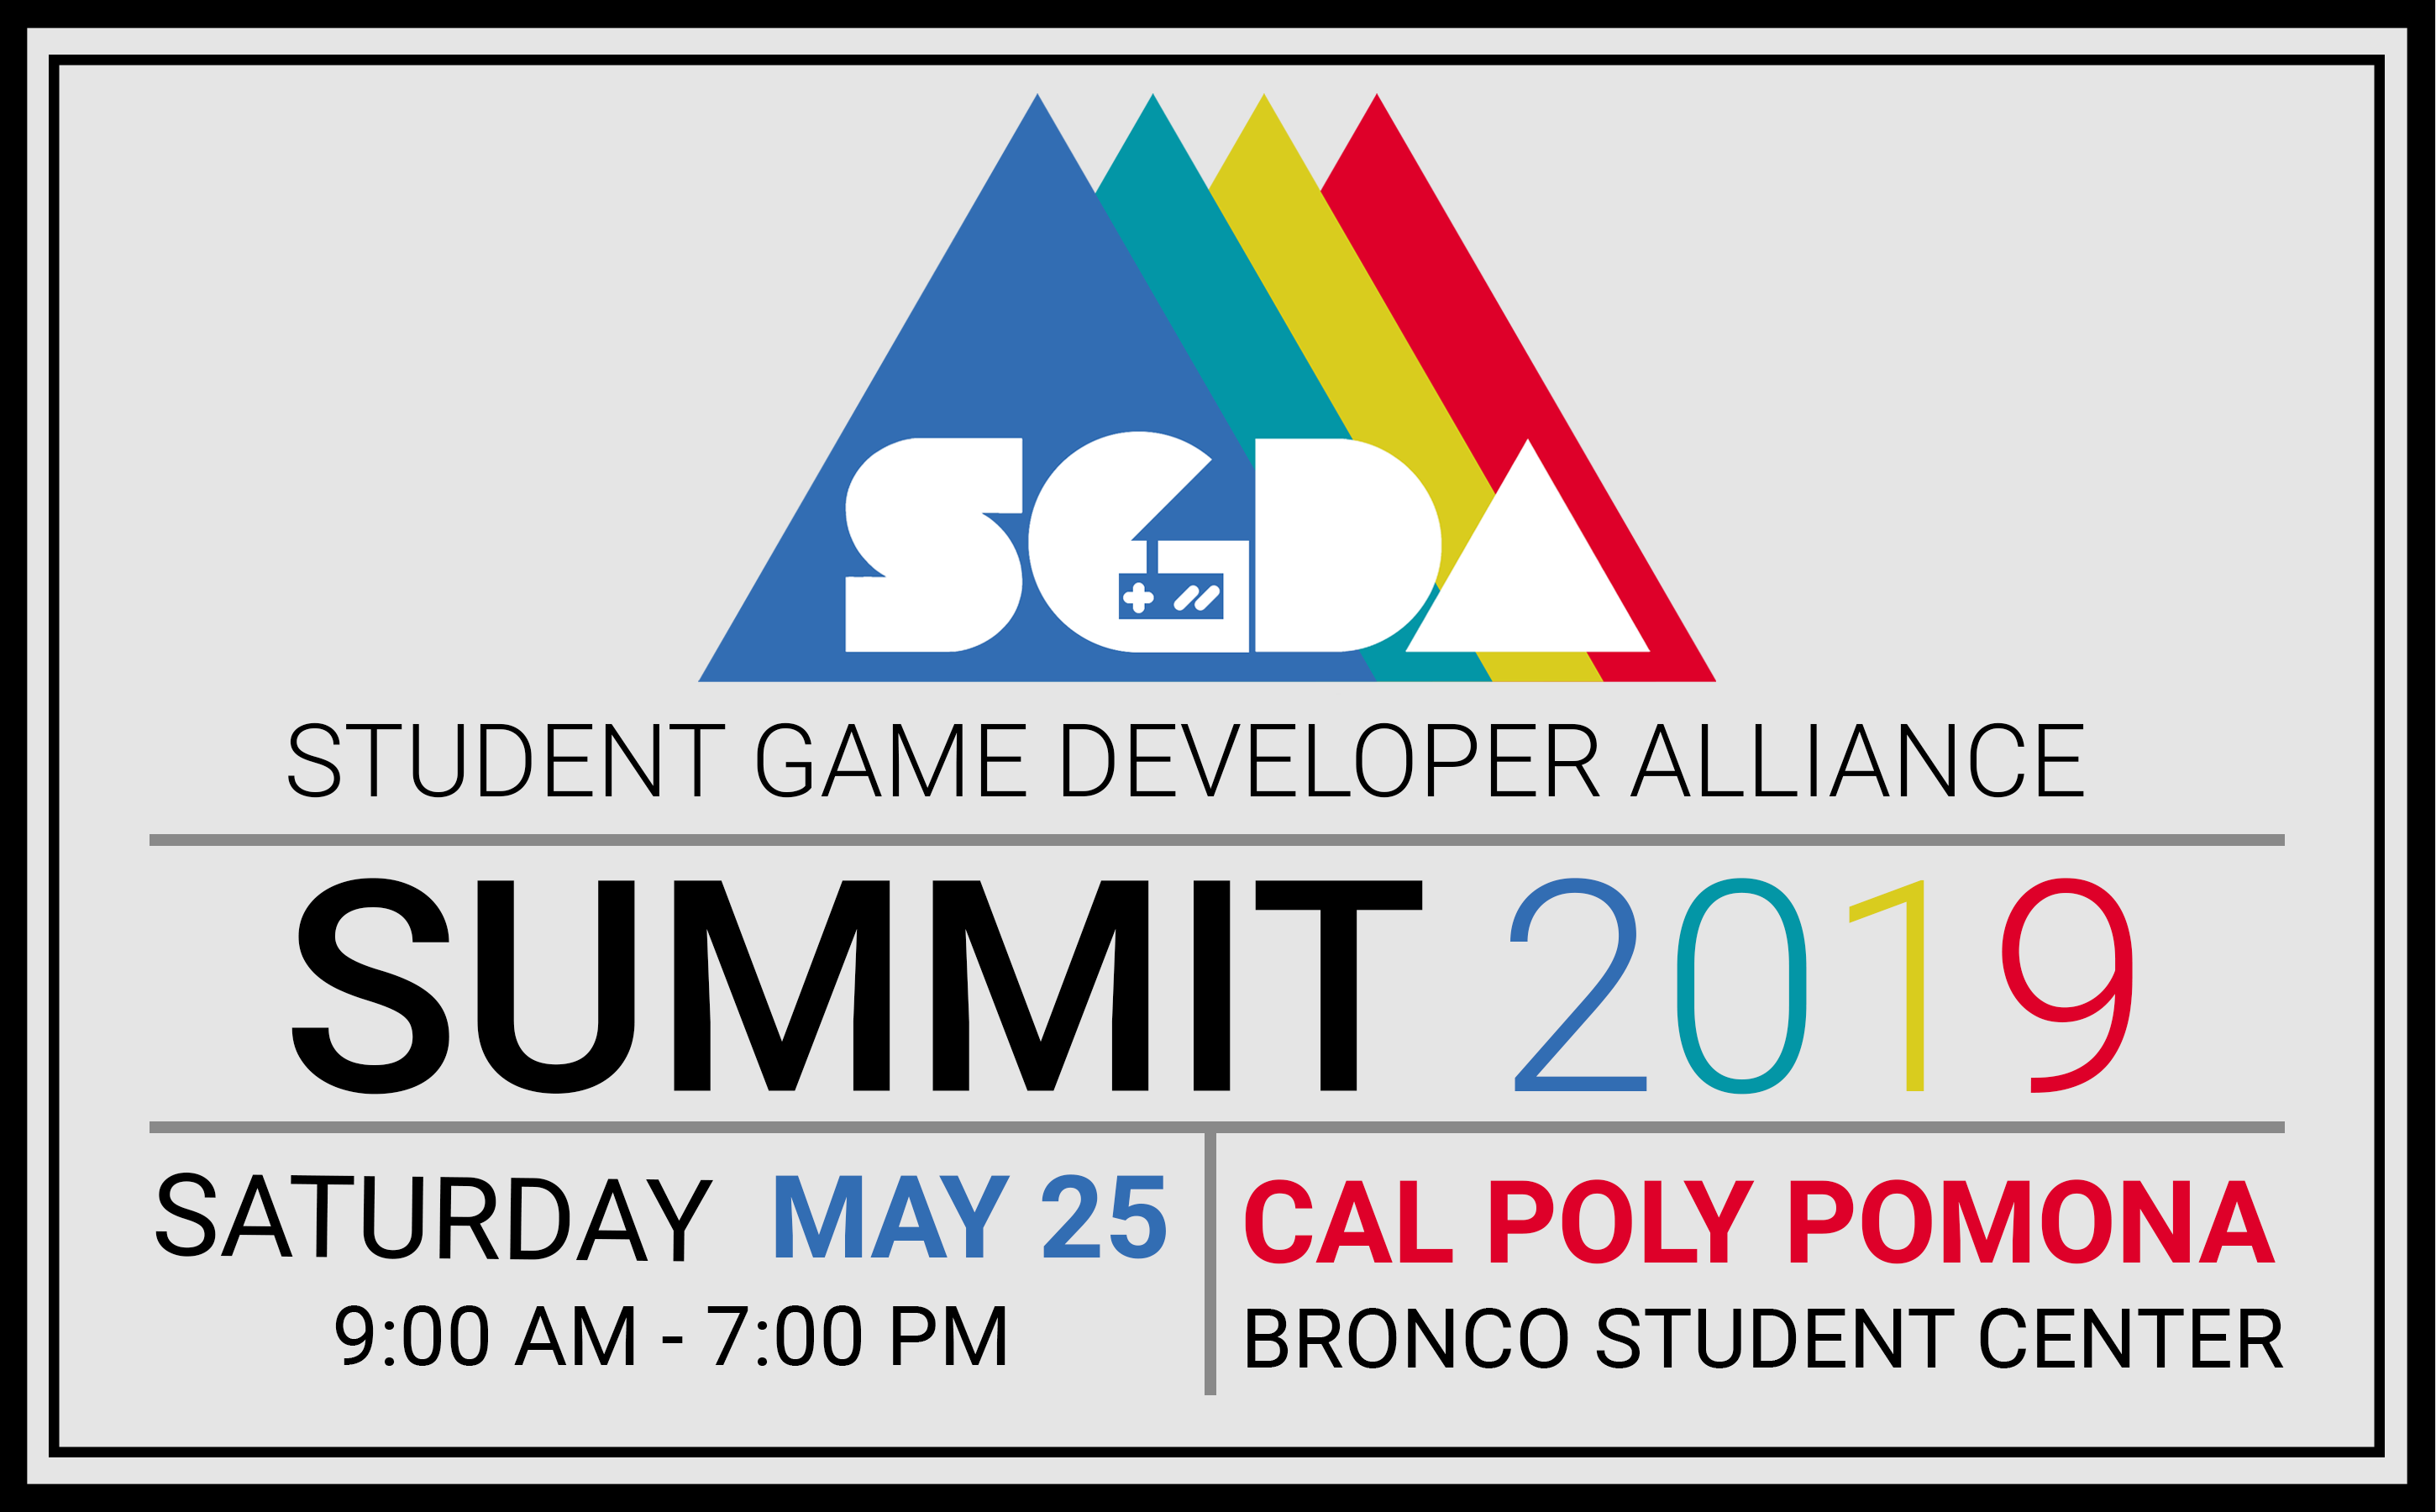 SGDA
STUDENT GAME DEVELOPER ALLIANCE
SUMMIT 2019
SATURDAY MAY 25
9:00 AM - 7:00 PM
CAL POLY POMONA
BRONCO STUDENT CENTER